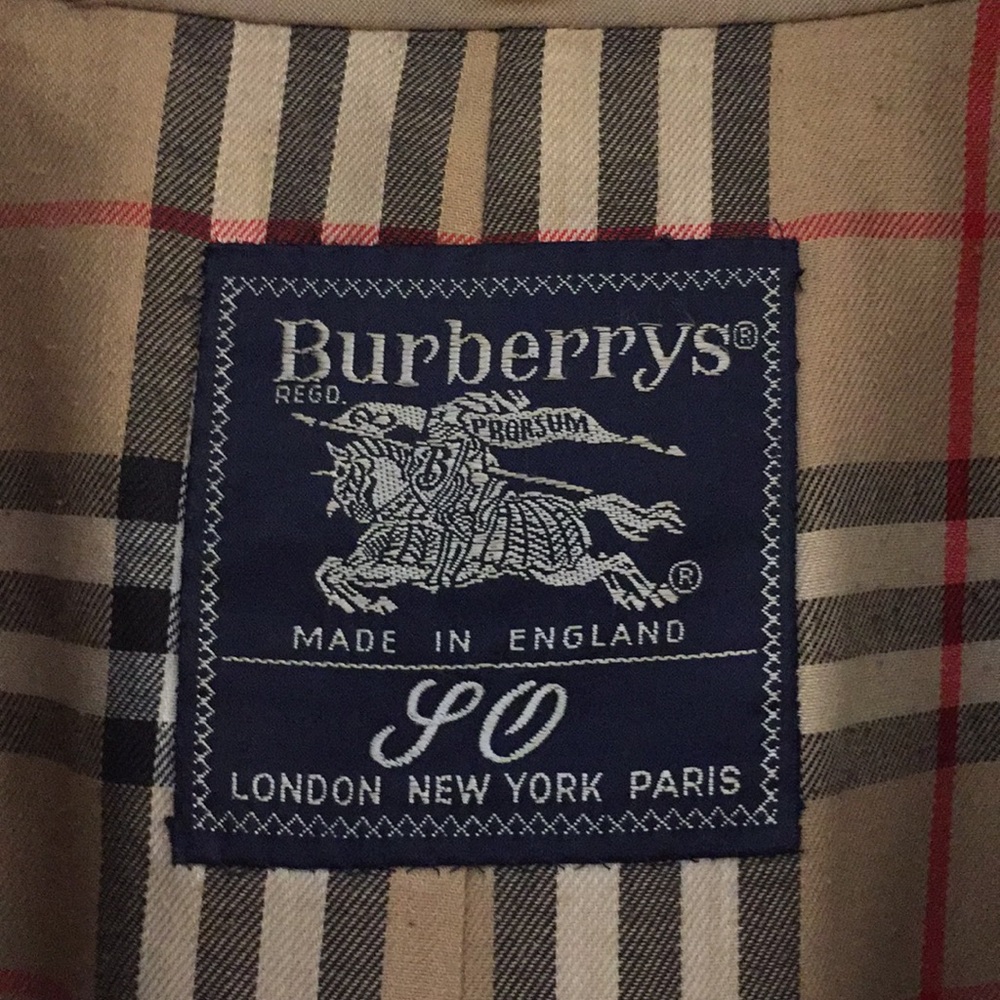 Burberrys®
REGD.
PRORSUM
B
®
MADE IN ENGLAND
SO
LONDON NEW YORK PARIS